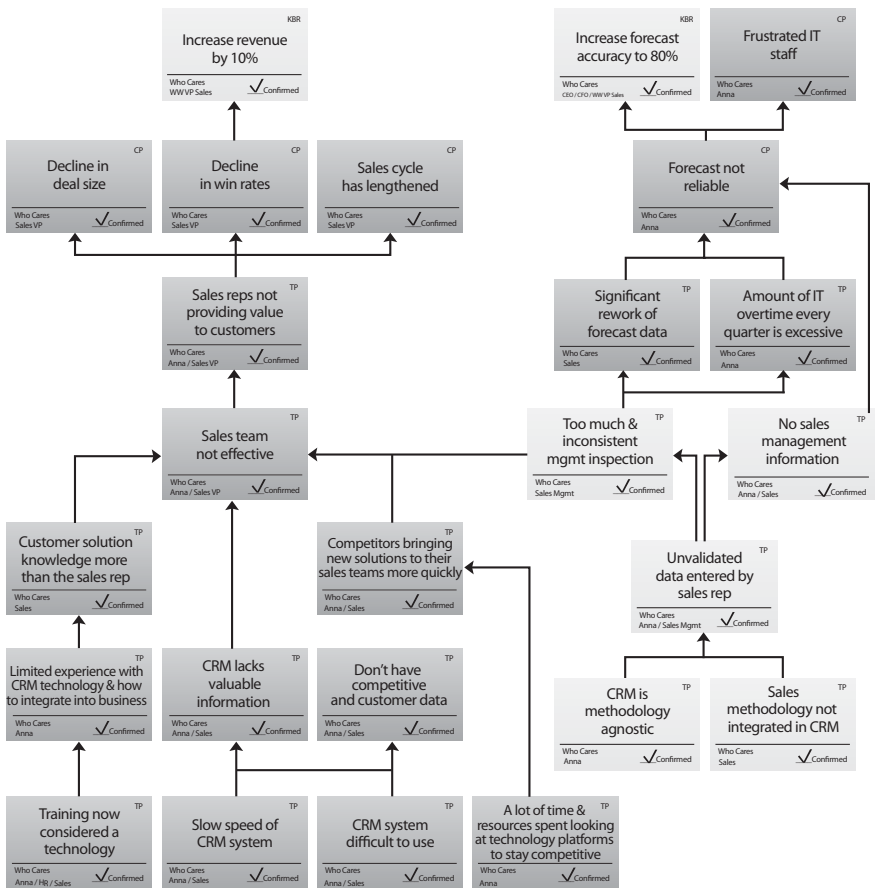 KBR
Increase revenue
by 10%
Who Cares
WW VP Sales
Confirmed
KBR
Increase forecast
accuracy to 80%
Who Cares
CEO / CFO / WW VP Sales
Confirmed
CP
Frustrated IT
staff
Who Cares
Anna
Confirmed
CP
Decline in
deal size
Who Cares
Sales VP
Confirmed
CP
Decline
in win rates
Who Cares
Sales VP
Confirmed
CP
Sales cycle
has lengthened
Who Cares
Sales VP
Confirmed
CP
Forecast not
reliable
Who Cares
Anna
Confirmed
TP
Sales reps not
providing value
to customers
Who Cares
Anna / Sales VP
Confirmed
TP
Significant
rework of
forecast data
Who Cares
Sales
Confirmed
TP
Amount of IT
overtime every
quarter is excessive
Who Cares
Anna
Confirmed
TP
Sales team
not effective
Who Cares
Anna / Sales VP
Confirmed
TP
Too much &
inconsistent
mgmt inspection
Who Cares
Sales Mgmt
Confirmed
TP
No sales
management
information
Who Cares
Anna / Sales
Confirmed
TP
Customer solution
knowledge more
than the sales rep
Who Cares
Sales
Confirmed
TP
Competitors bringing
new solutions to their
sales teams more quickly
Who Cares
Anna / Sales
Confirmed
TP
Unvalidated
data entered by
sales rep
Who Cares
Anna / Sales Mgmt
Confirmed
TP
Limited experience with
CRM technology & how
to integrate into business
Who Cares
Anna
Confirmed
TP
CRM lacks
valuable
information
Who Cares
Anna / Sales
Confirmed
TP
Don't have
competitive
and customer data
Who Cares
Anna / Sales
Confirmed
TP
CRM is
methodology
agnostic
Who Cares
Anna
Confirmed
TP
Sales
methodology not
integrated in CRM
Who Cares
Sales
Confirmed
TP
Training now
considered a
technology
Who Cares
Anna / HR / Sales
Confirmed
TP
Slow speed of
CRM system
Who Cares
Anna / Sales
Confirmed
TP
CRM system
difficult to use
Who Cares
Anna / Sales
Confirmed
TP
A lot of time &
resources spent looking
at technology platforms
to stay competitive
Who Cares
Anna
Confirmed